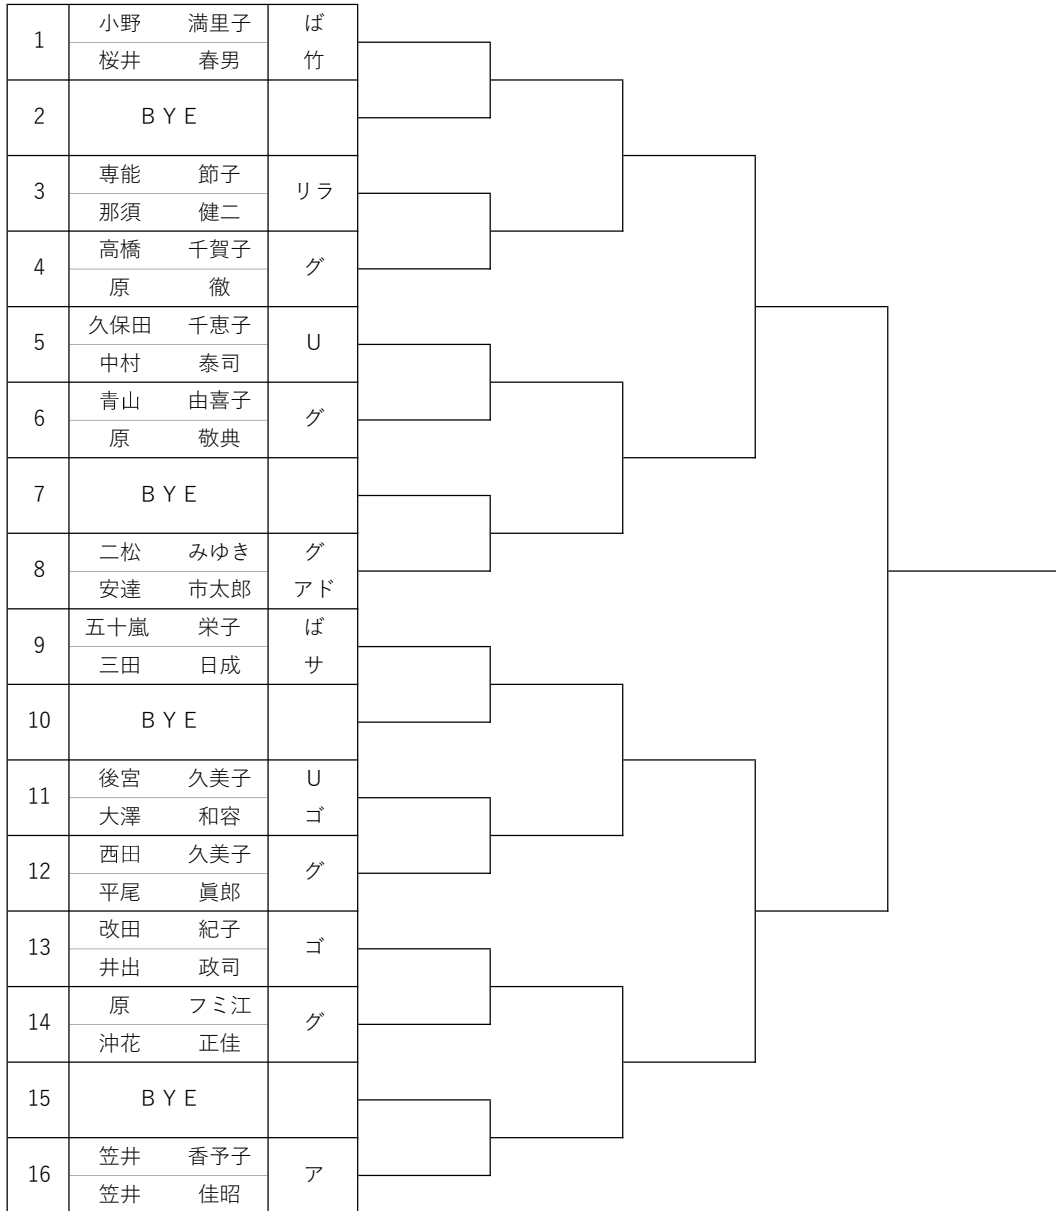 1 小野 満里子 ば
桜井 春男 竹
2 ＢＹＥ
3 専能 節子 リラ
那須 健二
4 高橋 千賀子 グ
原 徹
5 久保田 千恵子 U
中村 泰司
6 青山 由喜子 グ
原 敬典
7 ＢＹＥ
8 二松 みゆき グ
安達 市太郎 アド
9 五十嵐 栄子 ば
三田 日成 サ
10 ＢＹＥ
11 後宮 久美子 U
大澤 和容 ゴ
12 西田 久美子 グ
平尾 眞郎
13 改田 紀子 ゴ
井出 政司
14 原 フミ江 グ
沖花 正佳
15 ＢＹＥ
16 笠井 香予子 ア
笠井 佳昭